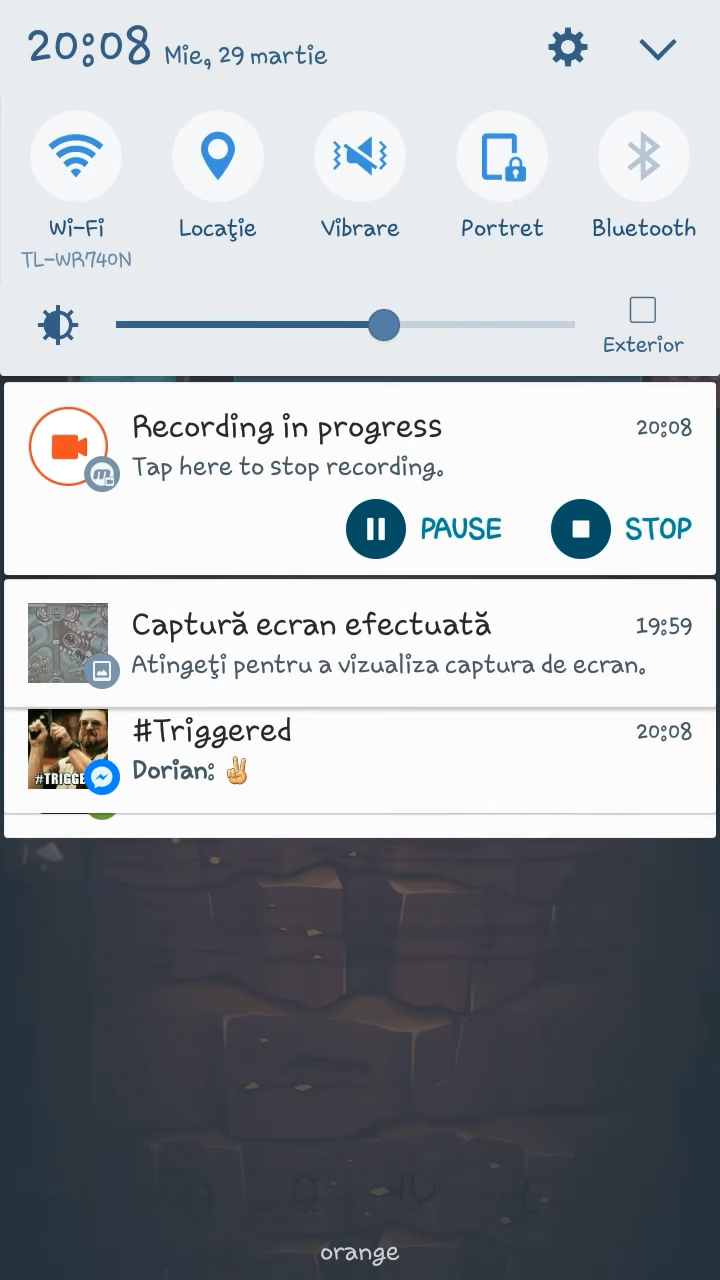 20:08 Mie, 29 martie
Wi-Fi
Locaţie
Vibrare
Portret
Bluetooth
TL-WR740N
Exterior
Recording in progress
20:08
Tap here to stop recording.
PAUSE
STOP
Captură ecran efectuată
19:59
Atingeţi pentru a vizualiza captura de ecran.
#Triggered
20:08
#TRIGGE
Dorian: ✌
orange